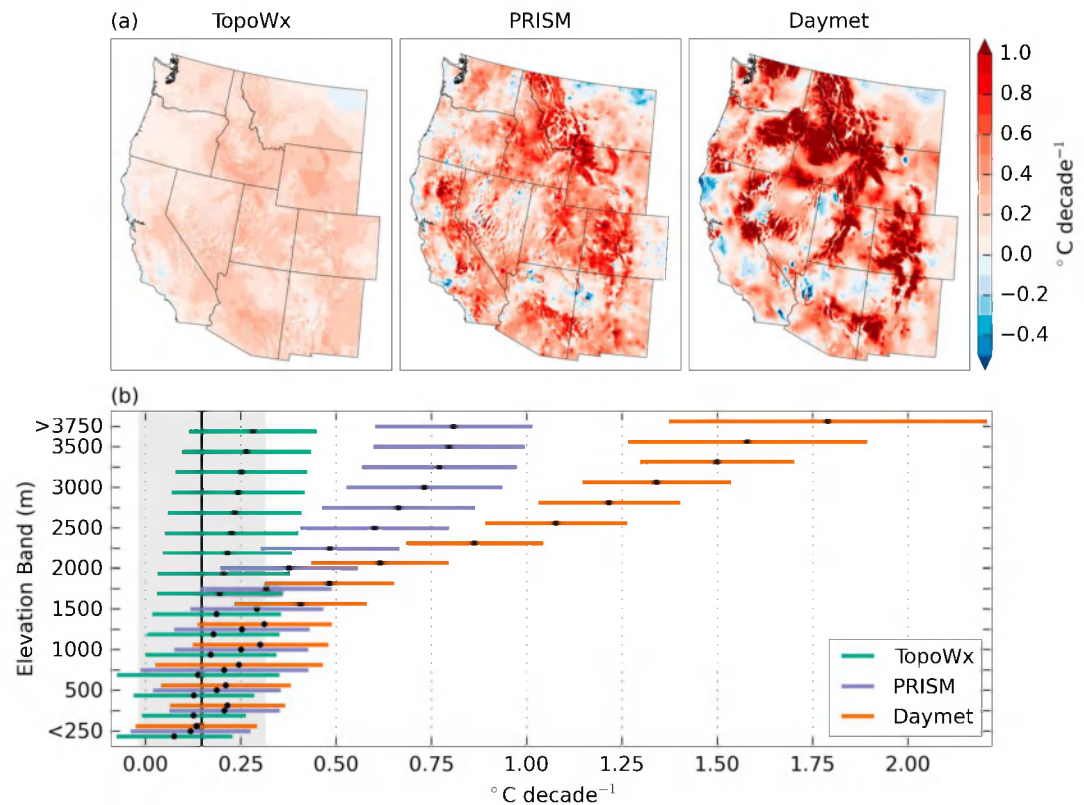 (a)
TopoWx
PRISM
Daymet
1.0
0.8
0.6
0.4
0.2
0.0
−0.2
−0.4
°C decade⁻¹
(b)
Elevation Band (m)
>3750
3500
3000
2500
2000
1500
1000
500
<250
TopoWx
PRISM
Daymet
0.00 0.25 0.50 0.75 1.00 1.25 1.50 1.75 2.00
°C decade⁻¹